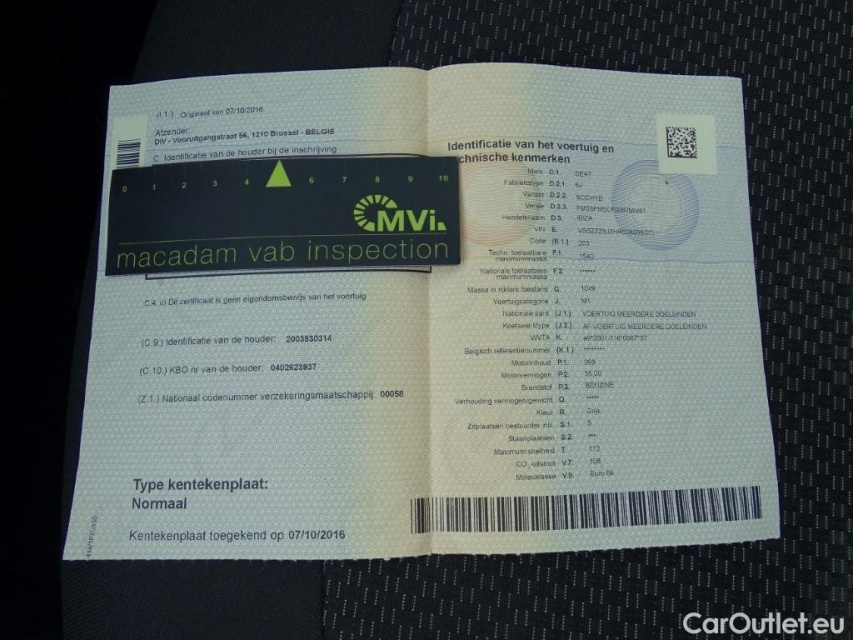 (I 1.) Origineel van 07/10/2016
Afzender:
DIV - Vooruitgangstraat 56, 1210 Brussel - BELGIE
C. Identificatie van de houder bij de inschrijving
0 1 2 3 4 6 7 8 9 10
MVi.
macadam vab inspection
C.4. c) Dit certificaat is geen eigendomsbewijs van het voertuig
(C.9.) Identificatie van de houder: 2003530314
(C.10.) KBO nr van de houder: 0402623937
(Z.1.) Nationaal codenummer verzekeringsmaatschappij: 00058
Type kentekenplaat:
Normaal
Kentekenplaat toegekend op 07/10/2016
Identificatie van het voertuig en
chnische kenmerken
Merk D.1. SEAT
Fabriekstype D.2.1. 6J
Variant D.2.2.
Versie D.2.3.
Handelsnaam D.3. IBIZA
VIN E.
Code (E.1.) 203
Techn. toelaatbare maximummassa F.1. 1540
Nationale toelaatbare maximummassa F.2. ******
Massa in rijklare toestand G. 1049
Voertuigcategorie J. M1
Nationale aard (J.1.) VOERTUIG MEERDERE DOELEINDEN
Koetswerktype (J.2.) AF VOERTUIG MEERDERE DOELEINDEN
WVTA K.
Belgisch referentienummer (K.1.) ********
Motorinhoud P.1. 999
Motorvermogen P.2. 55,00
Brandstof P.3. BENZINE
Verhouding vermogen/gewicht Q. *****
Kleur R. Grijs
Zitplaatsen bestuurder inb. S.1. 5
Staanplaatsen S.2. ***
Maximum snelheid T. 172
CO₂-uitstoot V.7. 108
Milieuklasse V.9. Euro 6b
CarOutlet.eu